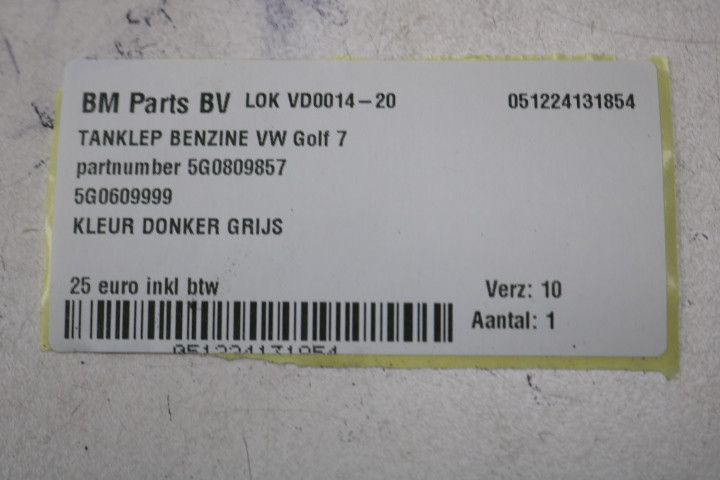 BM Parts BV LOK VD0014-20 051224131854
TANKLEP BENZINE VW Golf 7
partnumber 5G0809857
5G0609999
KLEUR DONKER GRIJS
25 euro inkl btw Verz: 10
Aantal: 1
051224131854